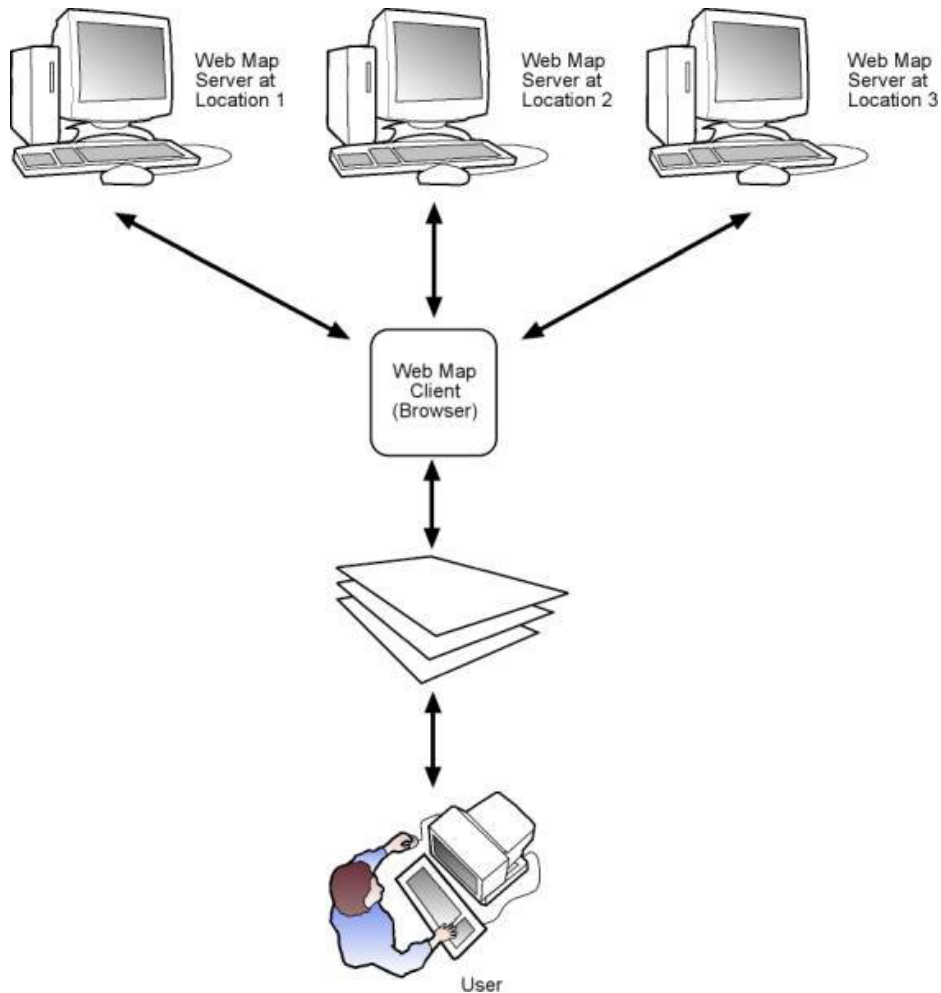 Web Map
Server at
Location 1
Web Map
Server at
Location 2
Web Map
Server at
Location 3
Web Map
Client
(Browser)
User